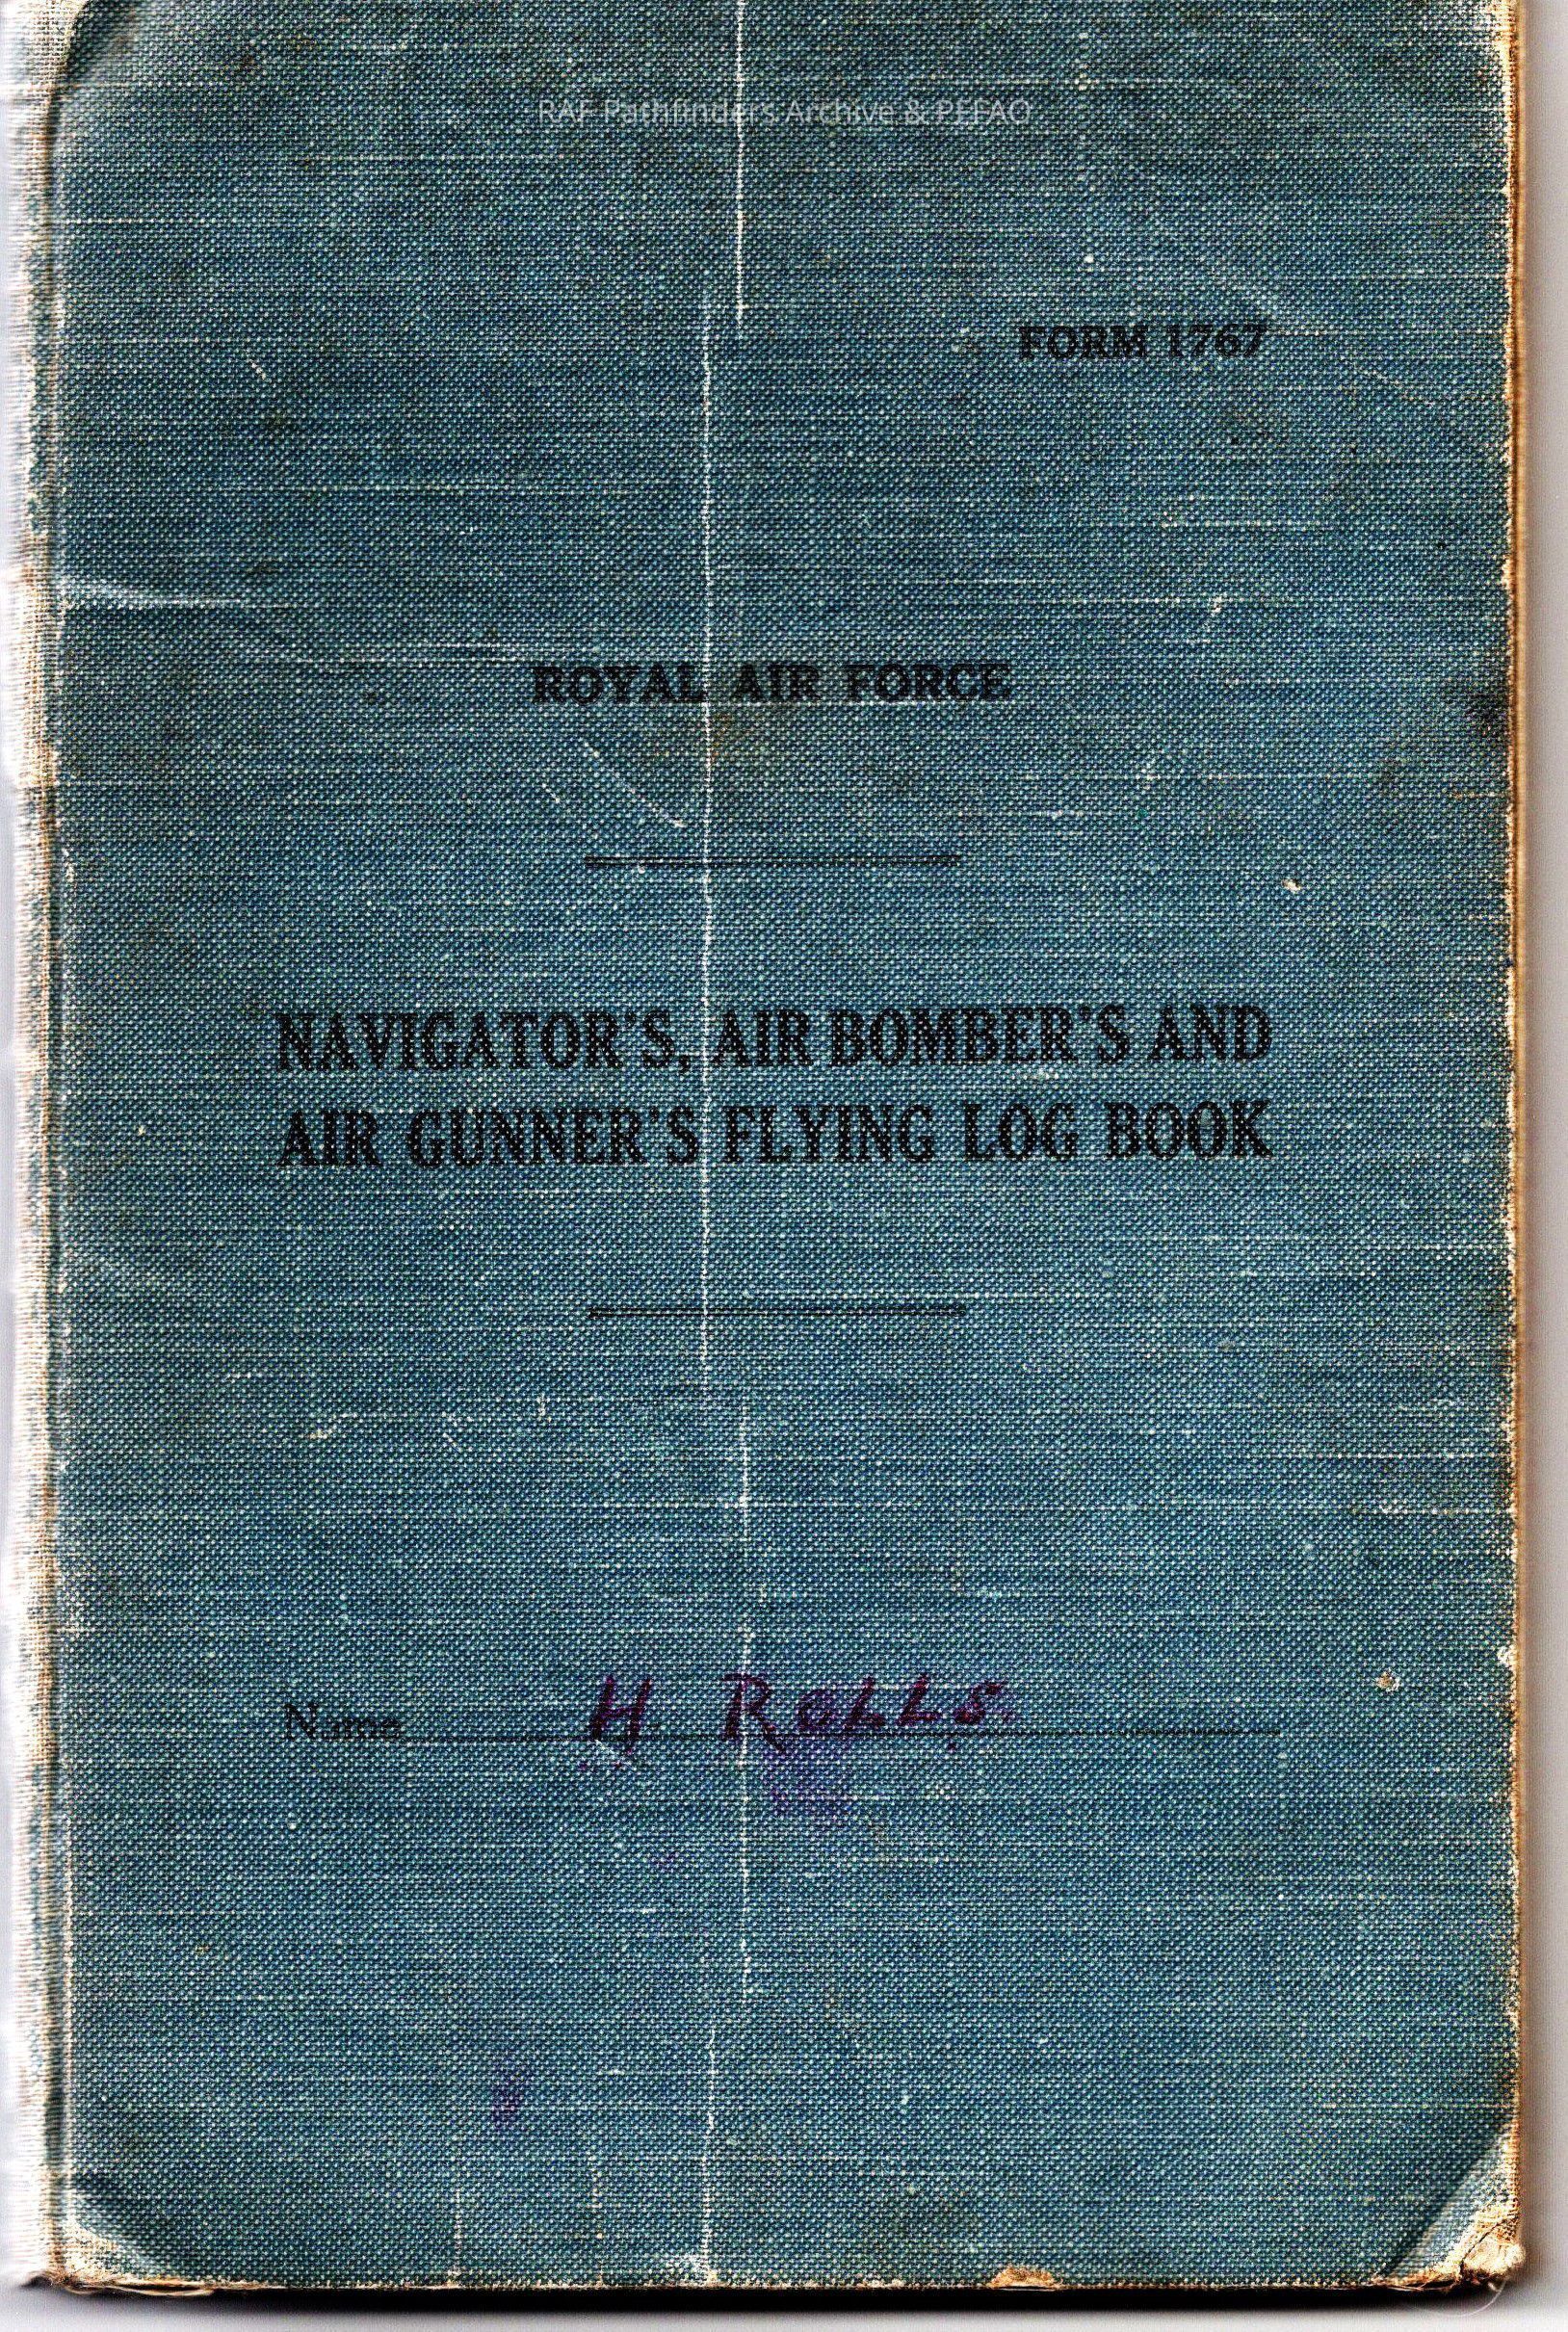 RAF Pathfinders Archive & PFFAO
FORM 1767
ROYAL AIR FORCE
NAVIGATOR'S, AIR BOMBER'S AND
AIR GUNNER'S FLYING LOG BOOK
Name H. ROLLS.